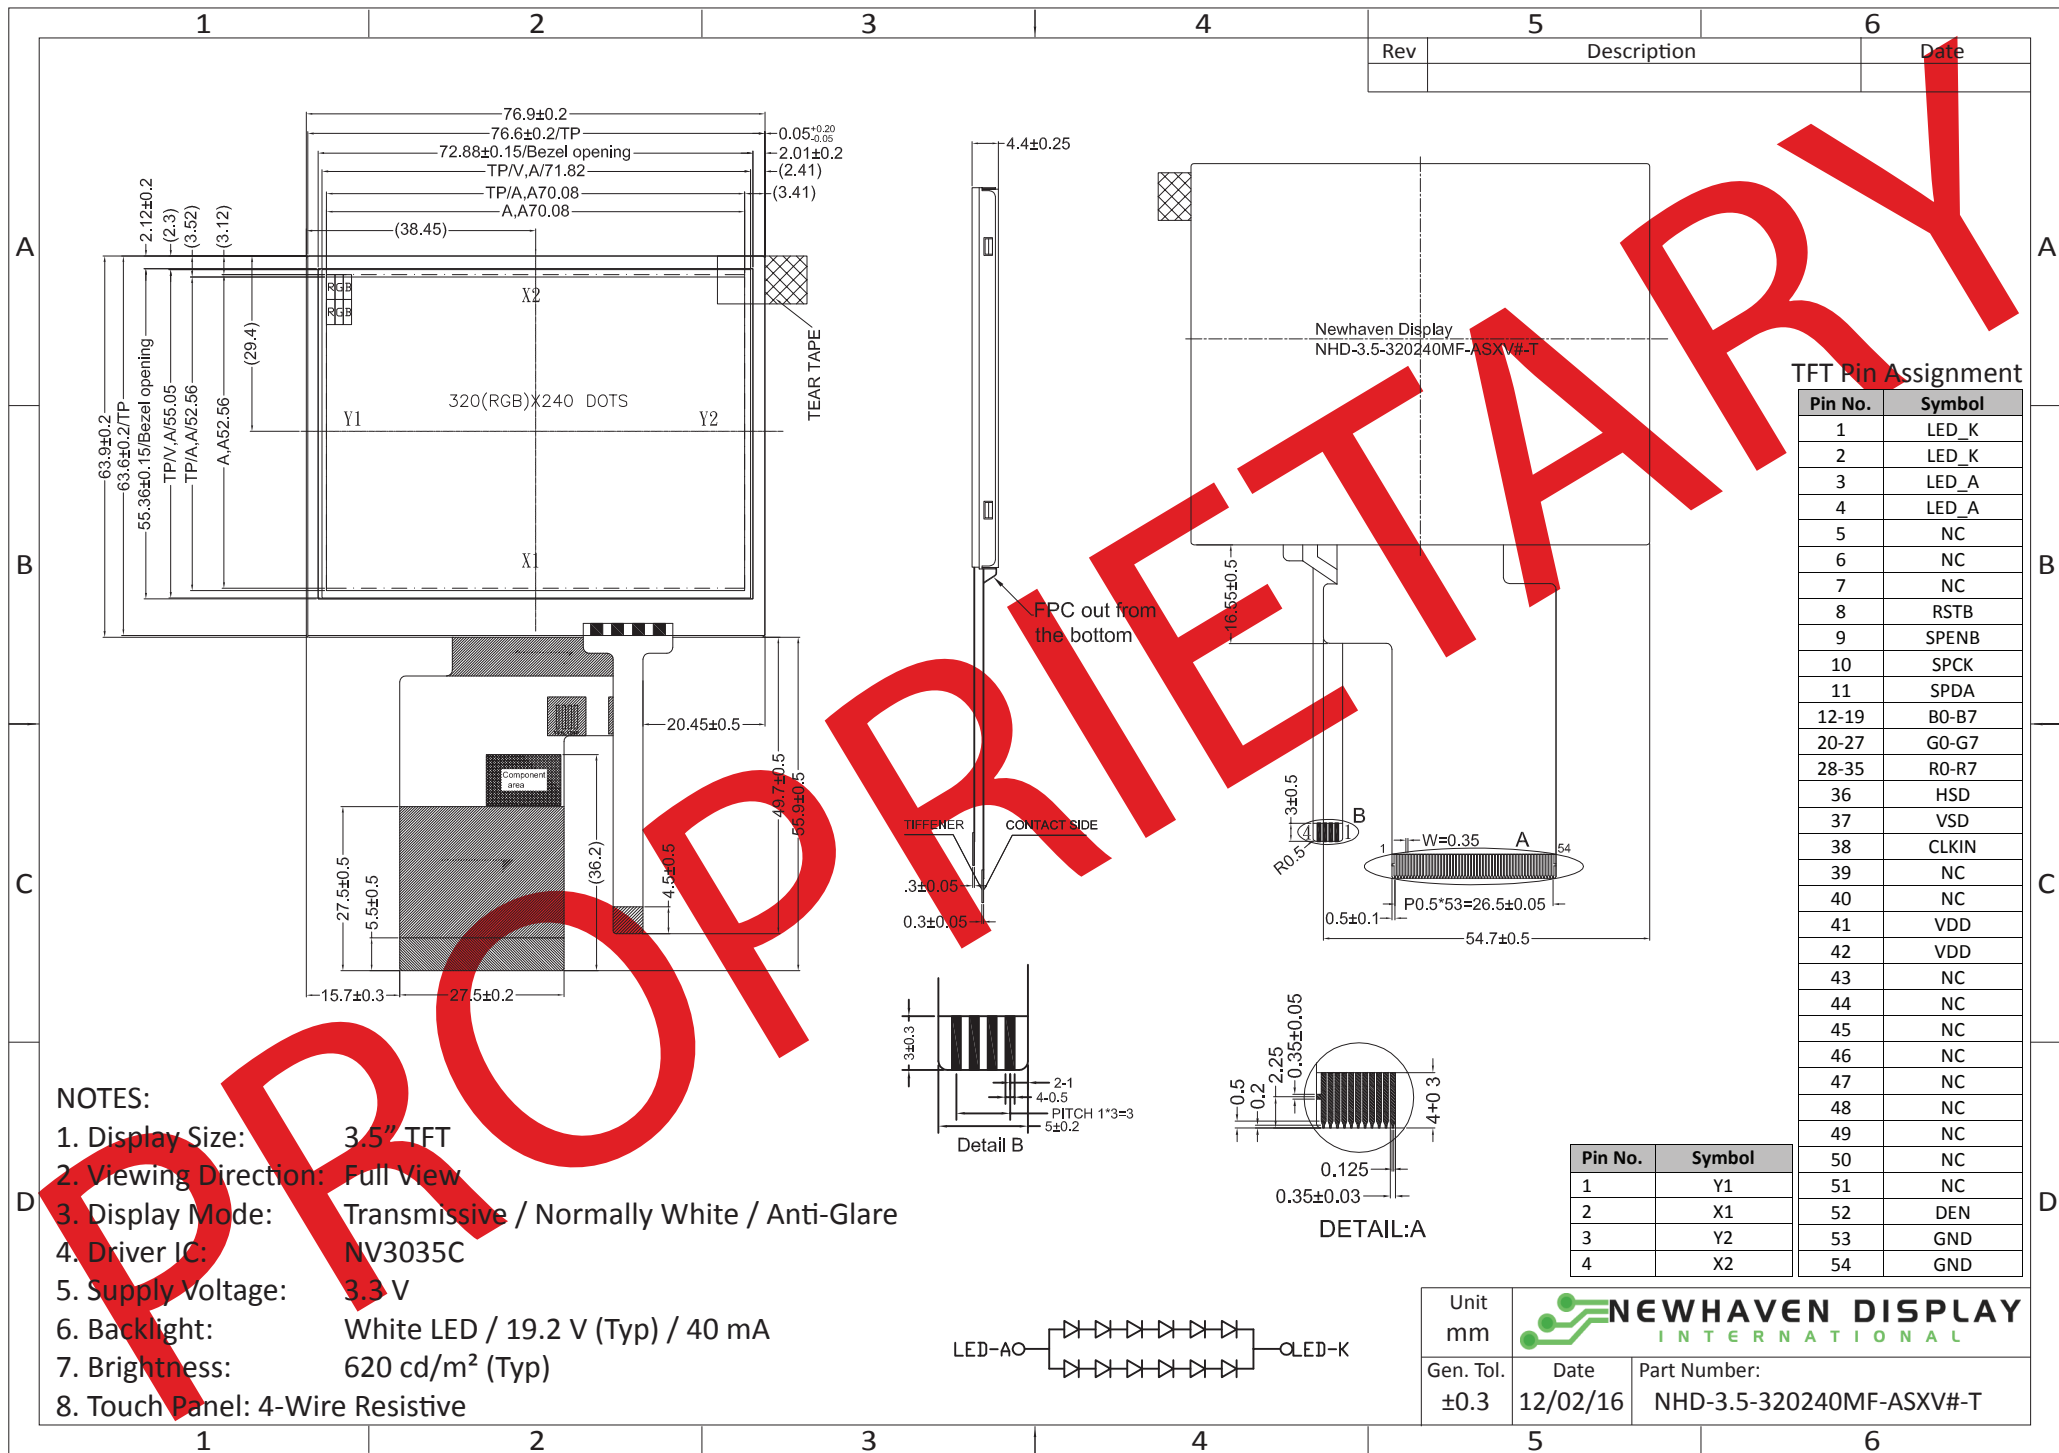 1 2 3 4 5 6
Rev Description Date
A
B
C
D
A
B
C
D
PROPRIETARY
76.9±0.2
76.6±0.2/TP
0.05 +0.20 -0.05
72.88±0.15/Bezel opening
2.01±0.2
TP/V,A/71.82
(2.41)
TP/A,A70.08
(3.41)
A,A70.08
(38.45)
2.12±0.2
(2.3)
(3.52)
(3.12)
(29.4)
63.9±0.2
63.6±0.2/TP
55.36±0.15/Bezel opening
TP/V,A/55.05
TP/A,A/52.56
A,A52.56
RGB
RGB
X2
320(RGB)X240 DOTS
Y1 Y2
X1
TEAR TAPE
20.45±0.5
49.7±0.5
55.9±0.5
Component
area
(36.2)
4.5±0.5
27.5±0.5
5.5±0.5
15.7±0.3
27.5±0.2
4.4±0.25
FPC out from
the bottom
TIFFENER
CONTACT SIDE
.3±0.05
0.3±0.05
Newhaven Display
NHD-3.5-320240MF-ASXV#-T
16.55±0.5
3±0.5
4 1
B
R0.5
1
W=0.35
A
54
P0.5*53=26.5±0.05
0.5±0.1
54.7±0.5
3±0.3
2-1
4-0.5
PITCH 1*3=3
5±0.2
Detail B
0.5
0.2
2.25
0.35±0.05
4+0 3
0.125
0.35±0.03
DETAIL:A
TFT Pin Assignment
Pin No. Symbol
1 LED_K
2 LED_K
3 LED_A
4 LED_A
5 NC
6 NC
7 NC
8 RSTB
9 SPENB
10 SPCK
11 SPDA
12-19 B0-B7
20-27 G0-G7
28-35 R0-R7
36 HSD
37 VSD
38 CLKIN
39 NC
40 NC
41 VDD
42 VDD
43 NC
44 NC
45 NC
46 NC
47 NC
48 NC
49 NC
50 NC
51 NC
52 DEN
53 GND
54 GND
Pin No. Symbol
1 Y1
2 X1
3 Y2
4 X2
NOTES:
1. Display Size: 3.5” TFT
2. Viewing Direction: Full View
3. Display Mode: Transmissive / Normally White / Anti-Glare
4. Driver IC: NV3035C
5. Supply Voltage: 3.3 V
6. Backlight: White LED / 19.2 V (Typ) / 40 mA
7. Brightness: 620 cd/m² (Typ)
8. Touch Panel: 4-Wire Resistive
LED-A LED-K
Unit
mm
NEWHAVEN DISPLAY
INTERNATIONAL
Gen. Tol.
±0.3
Date
12/02/16
Part Number:
NHD-3.5-320240MF-ASXV#-T
1 2 3 4 5 6